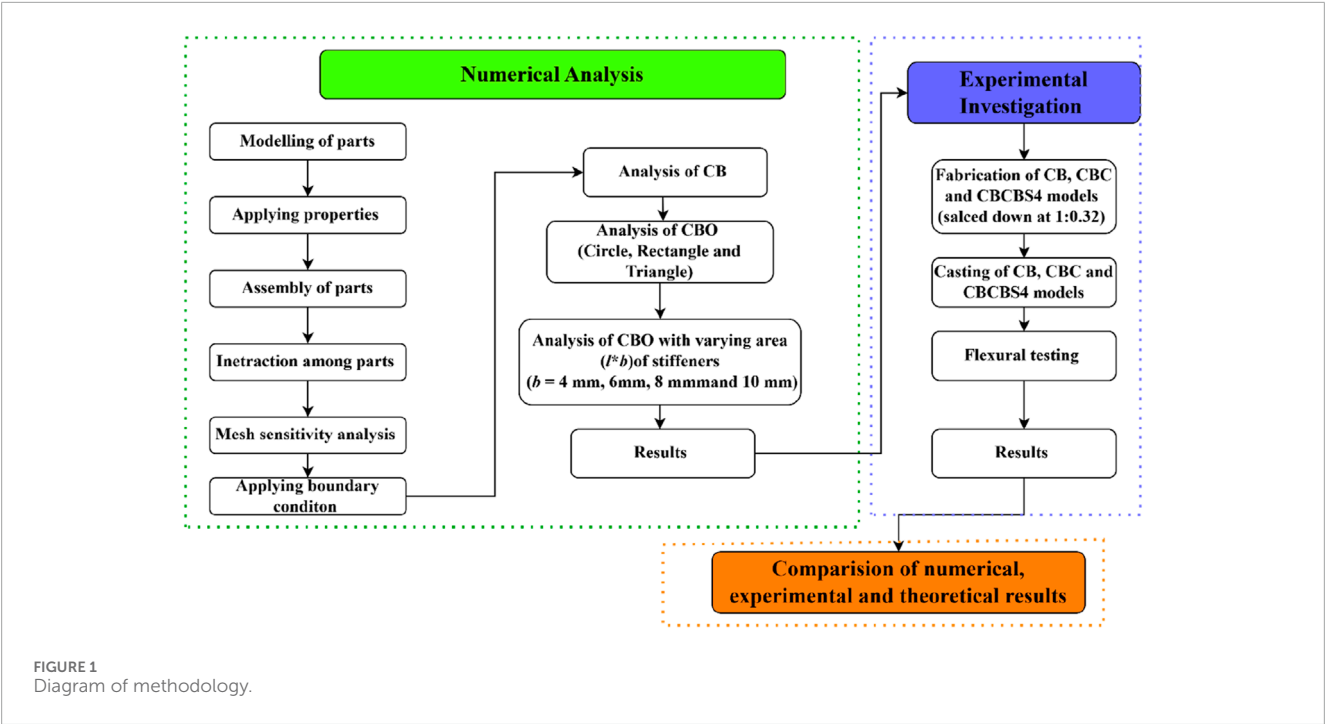 Numerical Analysis
Modelling of parts
Applying properties
Assembly of parts
Inetraction among parts
Mesh sensitivity analysis
Applying boundary
conditon
Analysis of CB
Analysis of CBO
(Circle, Rectangle and
Triangle)
Analysis of CBO with varying area
(l*b)of stiffeners
(b = 4 mm, 6mm, 8 mmmand 10 mm)
Results
Experimental
Investigation
Fabrication of CB, CBC
and CBCBS4 models
(salced down at 1:0.32)
Casting of CB, CBC and
CBCBS4 models
Flexural testing
Results
Comparision of numerical,
experimental and theoretical results
FIGURE 1
Diagram of methodology.